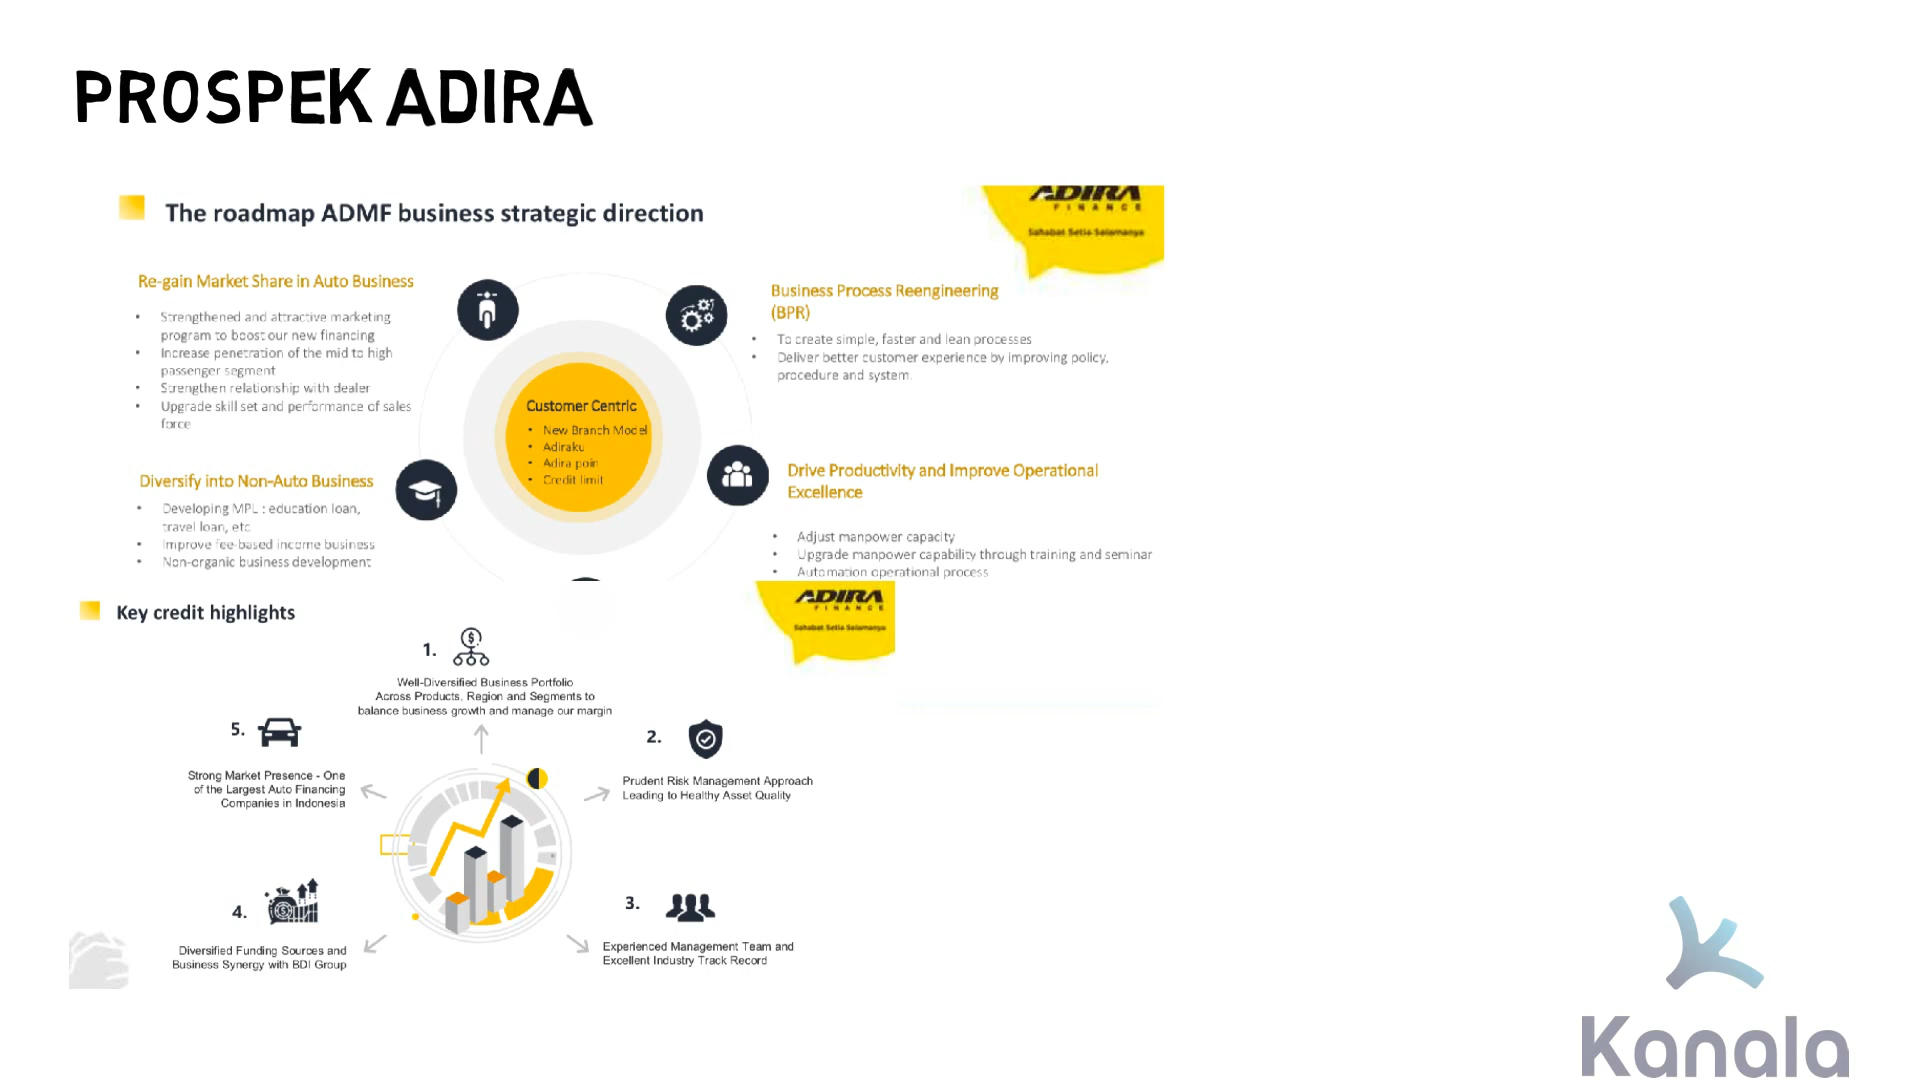 PROSPEK ADIRA
The roadmap ADMF business strategic direction
ADIRA
FINANCE
Sahabat Setia Selamanya
Re-gain Market Share in Auto Business
• Strengthened and attractive marketing
program to boost our new financing
• Increase penetration of the mid to high
passenger segment
• Strengthen relationship with dealer
• Upgrade skill set and performance of sales
force
Business Process Reengineering
(BPR)
• To create simple, faster and lean processes
• Deliver better customer experience by improving policy,
procedure and system.
Customer Centric
• New Branch Model
• Adiraku
• Adira poin
• Credit limit
Diversify into Non-Auto Business
• Developing MPL : education loan,
travel loan, etc
• Improve fee-based income business
• Non-organic business development
Drive Productivity and Improve Operational
Excellence
• Adjust manpower capacity
• Upgrade manpower capability through training and seminar
• Automation operational process
Key credit highlights
ADIRA
FINANCE
Sahabat Setia Selamanya
1.
Well-Diversified Business Portfolio
Across Products, Region and Segments to
balance business growth and manage our margin
2.
Prudent Risk Management Approach
Leading to Healthy Asset Quality
3.
Experienced Management Team and
Excellent Industry Track Record
4.
Diversified Funding Sources and
Business Synergy with BDI Group
5.
Strong Market Presence - One
of the Largest Auto Financing
Companies in Indonesia
Kanala